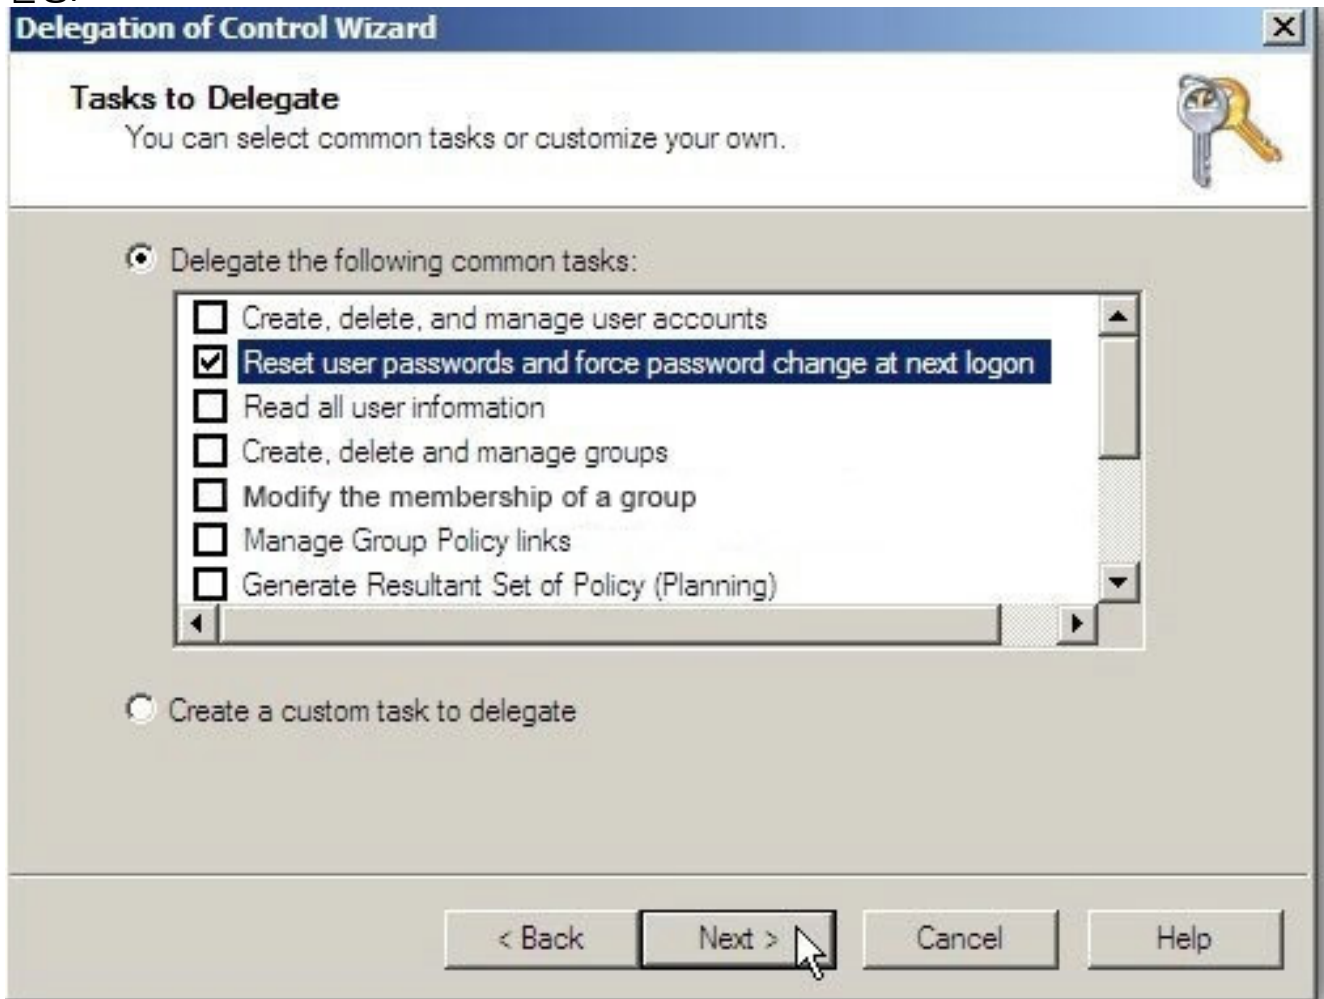 Delegation of Control Wizard
Tasks to Delegate
You can select common tasks or customize your own.
Delegate the following common tasks:
Create, delete, and manage user accounts
Reset user passwords and force password change at next logon
Read all user information
Create, delete and manage groups
Modify the membership of a group
Manage Group Policy links
Generate Resultant Set of Policy (Planning)
Create a custom task to delegate
< Back Next > Cancel Help